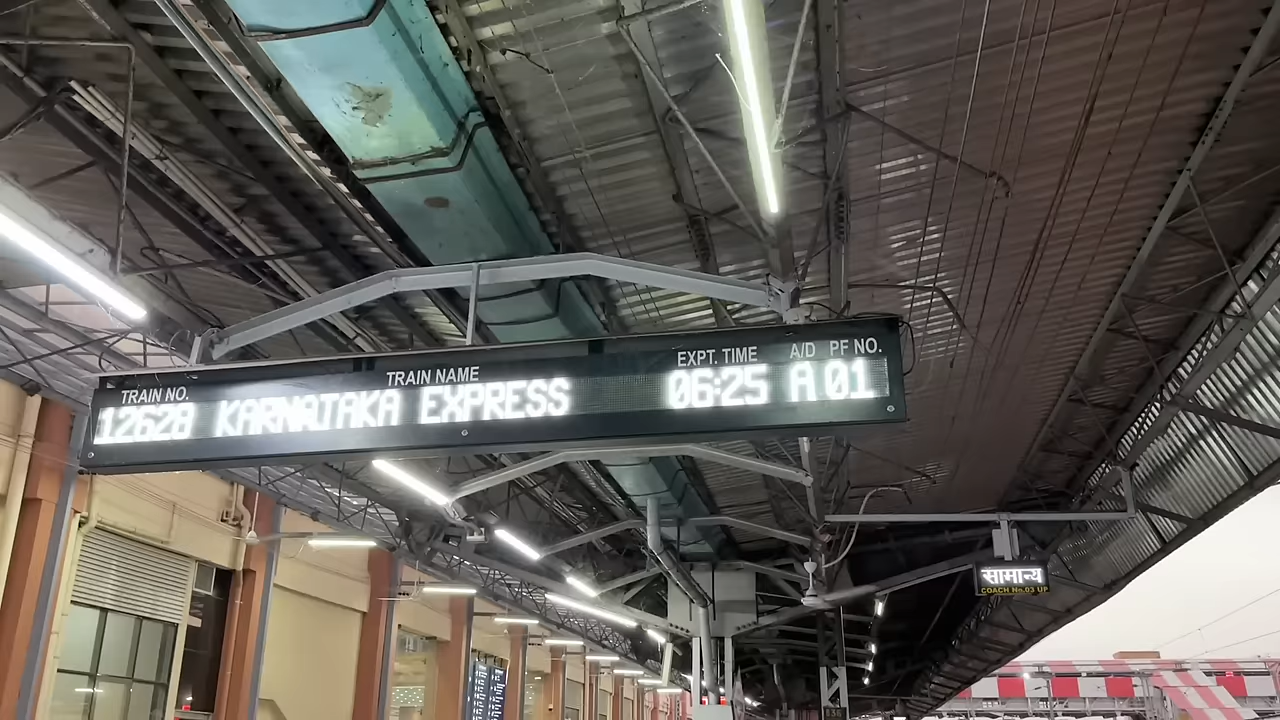 TRAIN NO. TRAIN NAME EXPT. TIME A/D PF NO.
12628 KARNATAKA EXPRESS 06:25 A 01
सामान्य
COACH No.03 UP